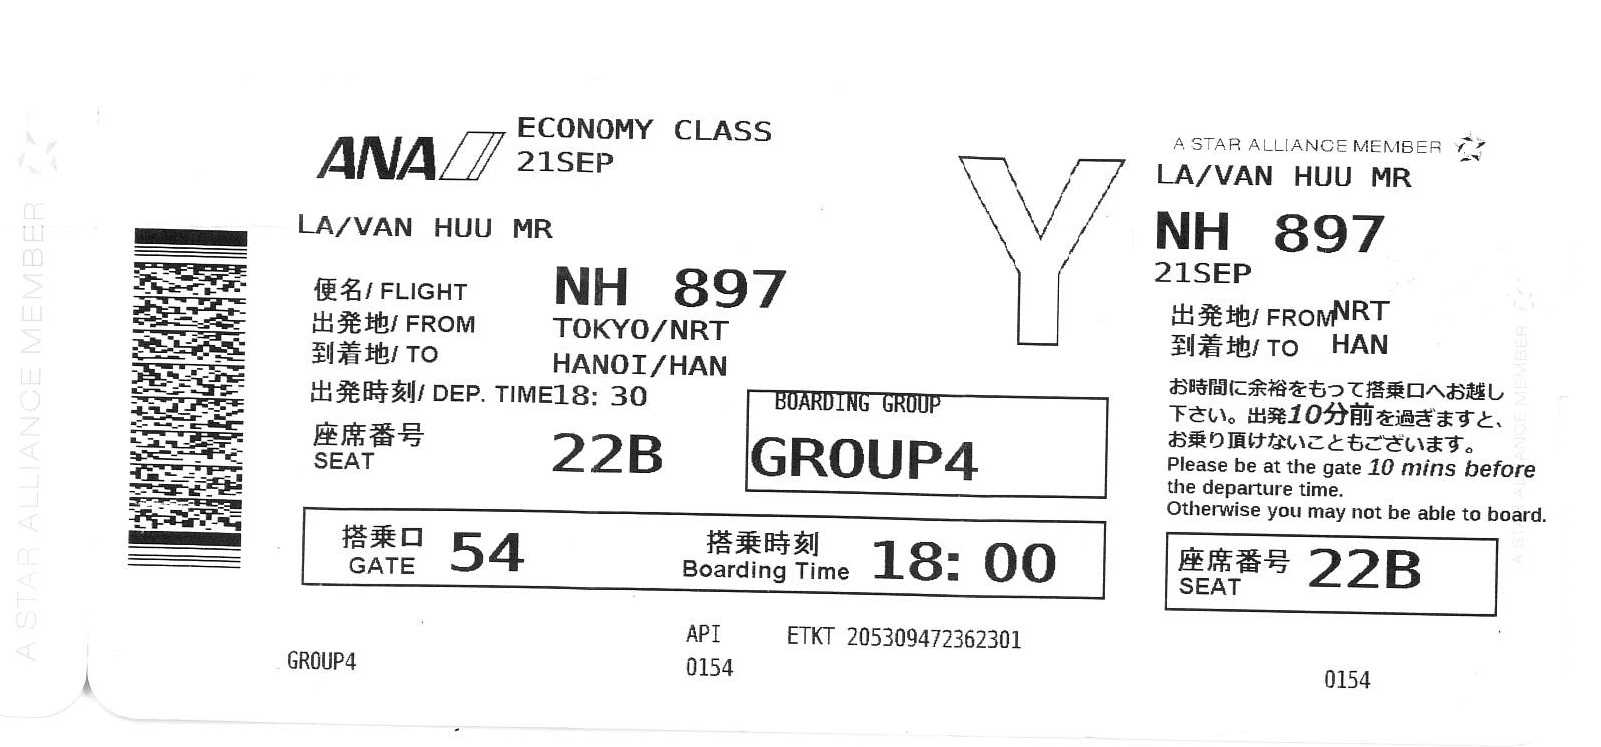 A STAR ALLIANCE MEMBER
ANA
ECONOMY CLASS
21SEP
LA/VAN HUU MR
便名/ FLIGHT NH 897
出発地/ FROM TOKYO/NRT
到着地/ TO HANOI/HAN
出発時刻/ DEP. TIME 18: 30
座席番号
SEAT 22B
BOARDING GROUP
GROUP4
Y
搭乗口
GATE 54
搭乗時刻
Boarding Time 18: 00
API
ETKT 205309472362301
GROUP4
0154
A STAR ALLIANCE MEMBER
LA/VAN HUU MR
NH 897
21SEP
出発地/ FROM NRT
到着地/ TO HAN
お時間に余裕をもって搭乗口へお越し
下さい。出発10分前を過ぎますと、
お乗り頂けないこともございます。
Please be at the gate 10 mins before
the departure time.
Otherwise you may not be able to board.
座席番号
SEAT 22B
0154
A STAR ALLIANCE MEMBER